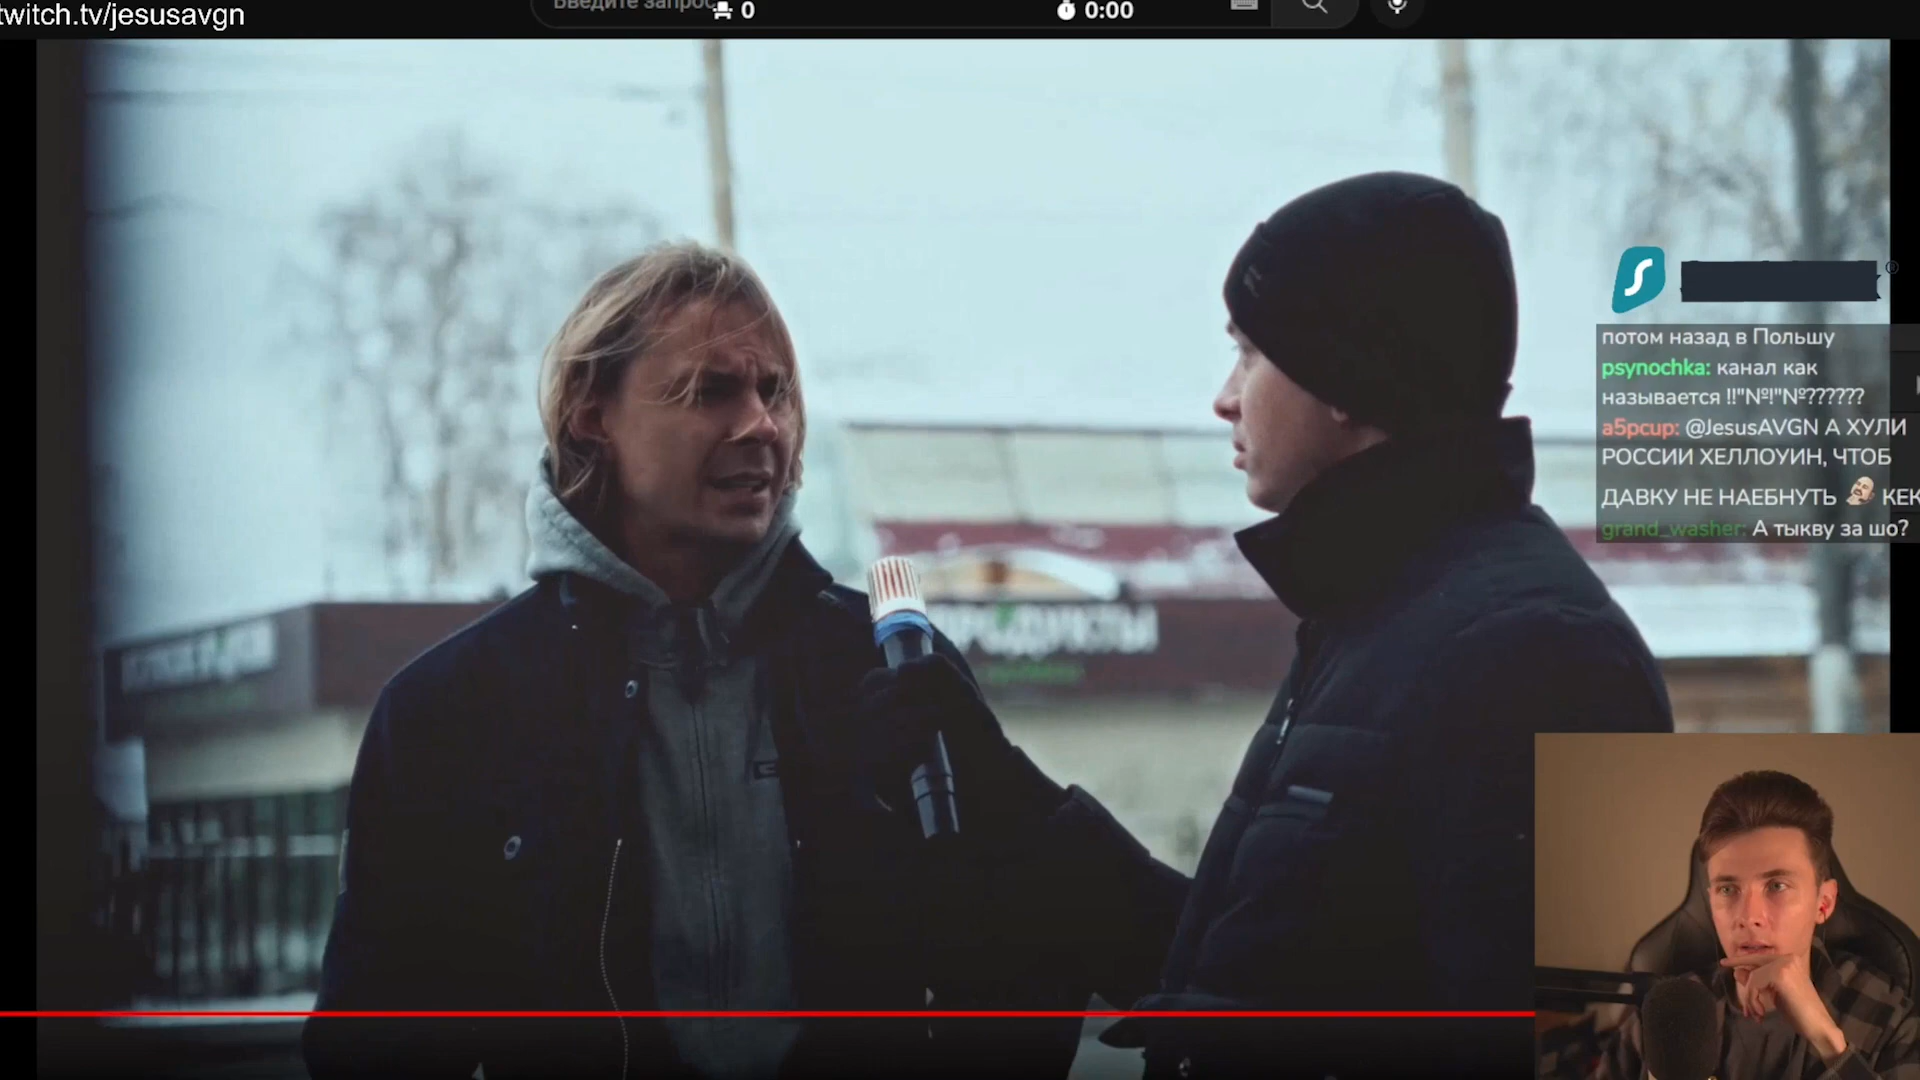 twitch.tv/jesusavgn
Введите запрос
0
0:00
потом назад в Польшу
psynochka: канал как
называется !!"№!"№??????
a5pcup: @JesusAVGN А ХУЛИ
РОССИИ ХЕЛЛОУИН, ЧТОБ
ДАВКУ НЕ НАЕБНУТЬ КЕК
grand_washer: А тыкву за шо?
ПРОДУКТЫ